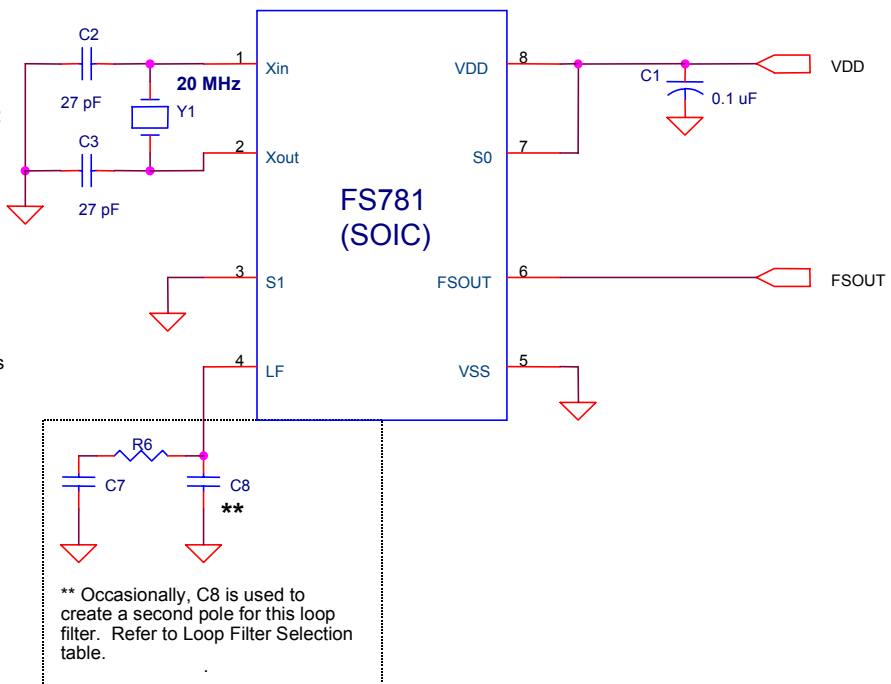 C2
27 pF
20 MHz
Y1
C3
27 pF
1
Xin
2
Xout
3
S1
4
LF
FS781
(SOIC)
8
VDD
7
S0
6
FSOUT
5
VSS
C1
0.1 uF
VDD
FSOUT
s
R6
C7
C8
**
** Occasionally, C8 is used to
create a second pole for this loop
filter. Refer to Loop Filter Selection
table.
.